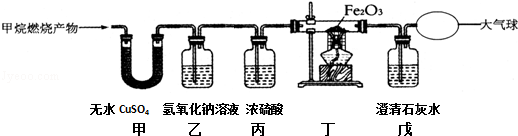 Fe₂O₃
甲烷燃烧产物
大气球
无水 CuSO₄ 氢氧化钠溶液 浓硫酸 澄清石灰水
甲 乙 丙 丁 戊